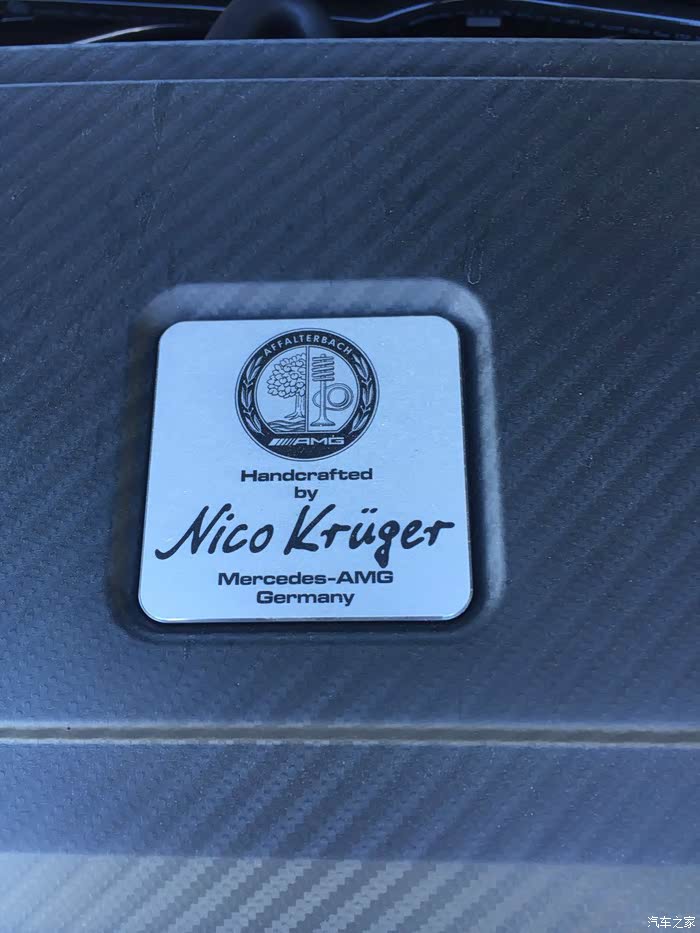 AFFALTERBACH
AMG
Handcrafted
by
Nico Krüger
Mercedes-AMG
Germany
汽车之家